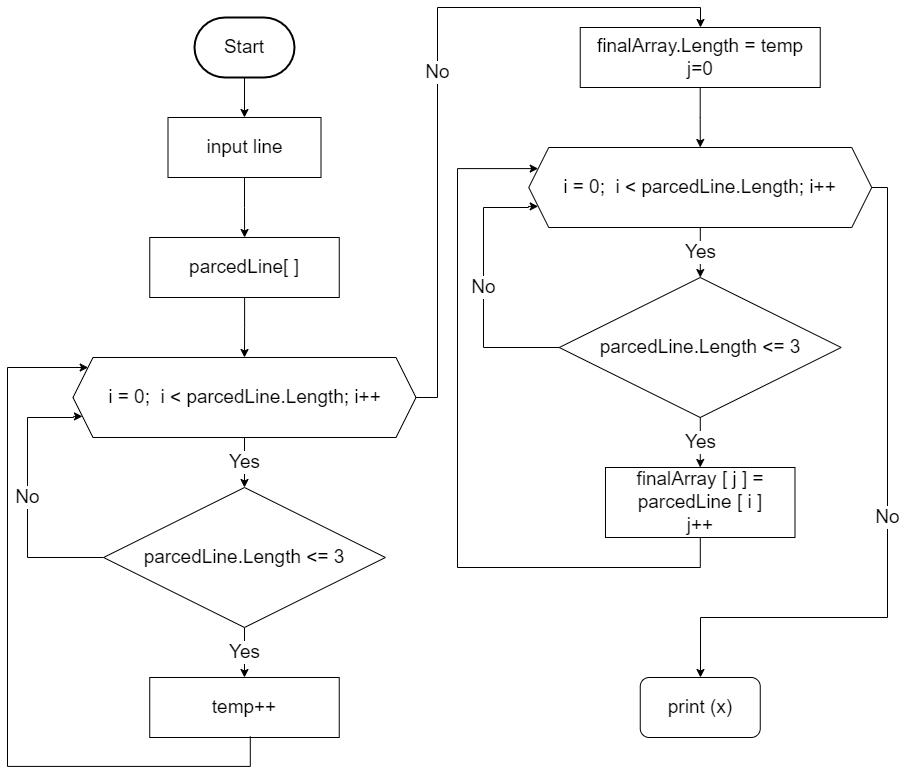 Start
input line
parcedLine[ ]
i = 0;  i < parcedLine.Length; i++
Yes
No
parcedLine.Length <= 3
Yes
temp++
No
finalArray.Length = temp
j=0
i = 0;  i < parcedLine.Length; i++
Yes
No
parcedLine.Length <= 3
Yes
finalArray [ j ] =
parcedLine [ i ]
j++
No
print (x)